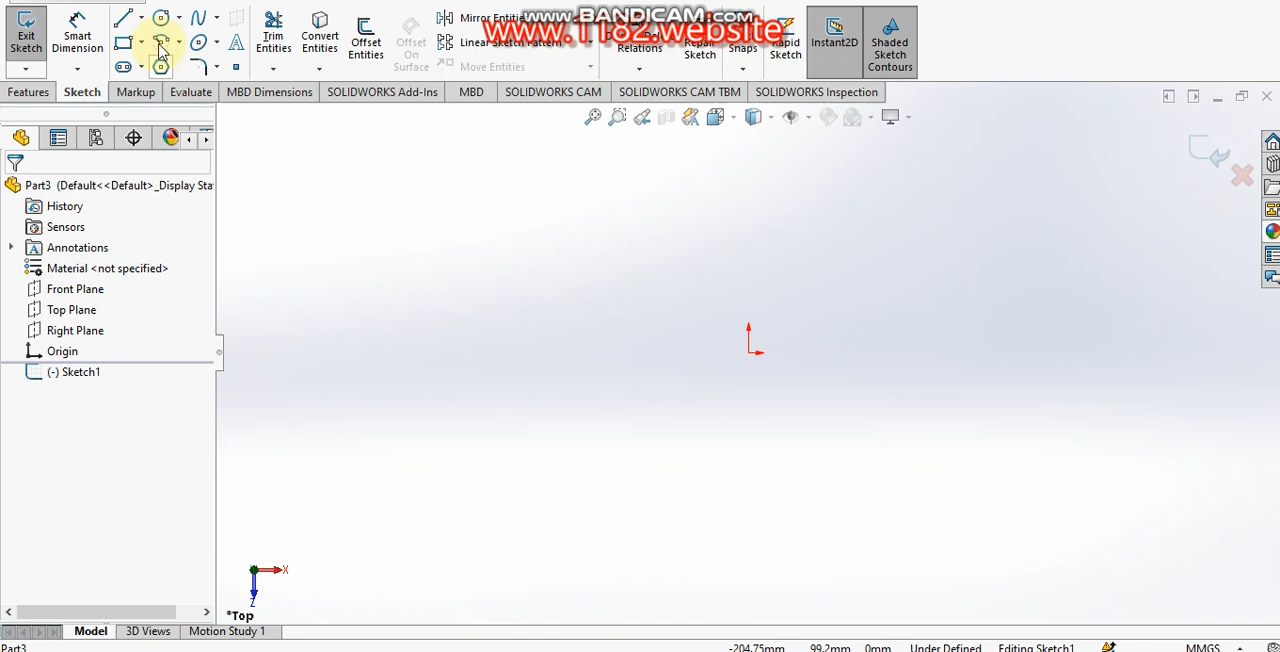 Exit Sketch
Smart Dimension
Trim Entities
Convert Entities
Offset Entities
Offset On Surface
Mirror Entitie
Linear Sketch Pattern
Move Entities
www.BANDICAM.com
www.1182.website
Relations
Repair Sketch
Snaps
Rapid Sketch
Instant2D
Shaded Sketch Contours
Features
Sketch
Markup
Evaluate
MBD Dimensions
SOLIDWORKS Add-Ins
MBD
SOLIDWORKS CAM
SOLIDWORKS CAM TBM
SOLIDWORKS Inspection
Part3 (Default<<Default>_Display Sta
History
Sensors
Annotations
Material <not specified>
Front Plane
Top Plane
Right Plane
Origin
(-) Sketch1
X
Z
*Top
Model
3D Views
Motion Study 1
Part3
-204.75mm
99.2mm
0mm
Under Defined
Editing Sketch1
MMGS